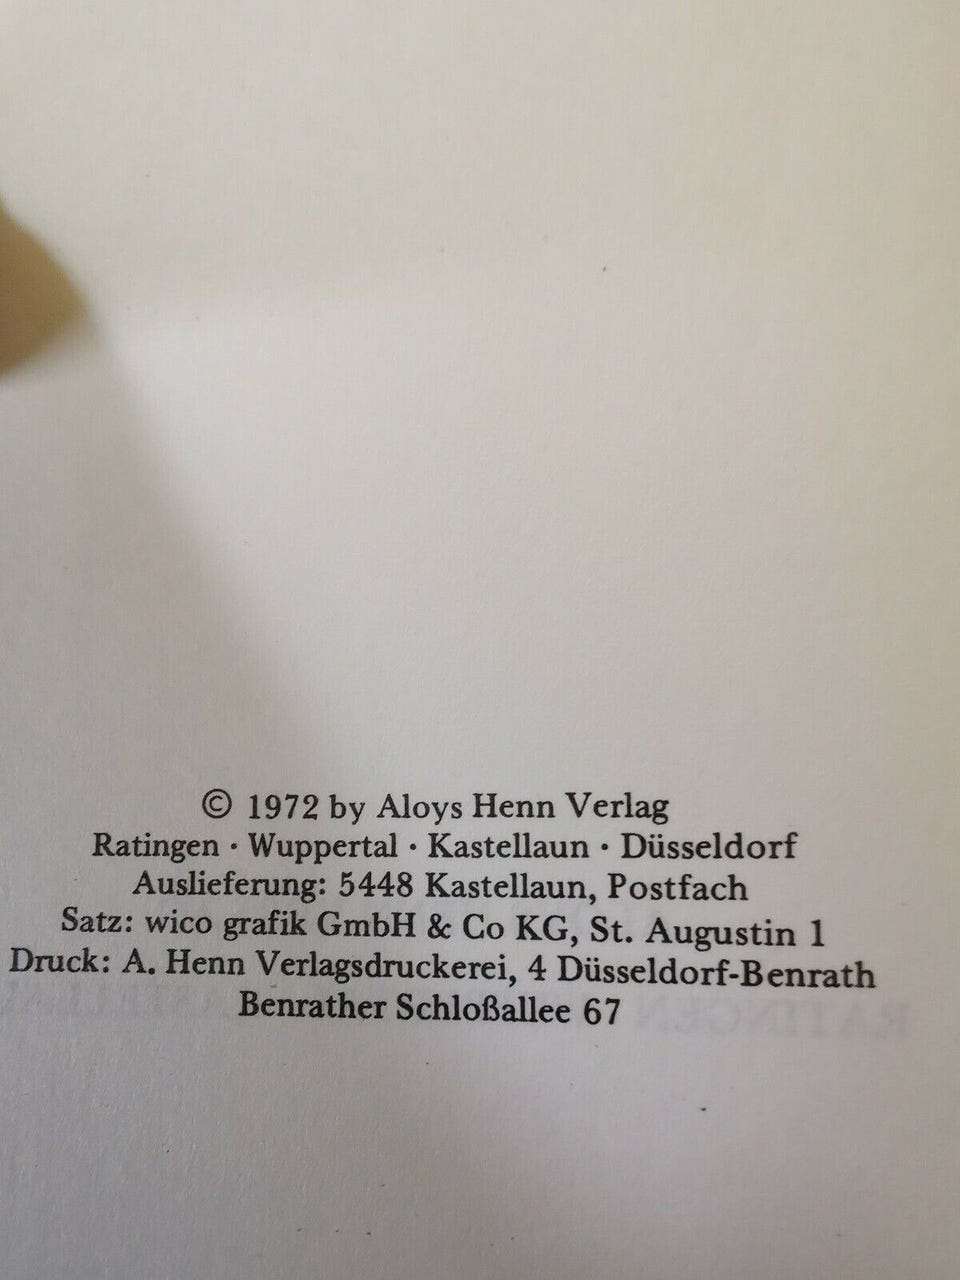 © 1972 by Aloys Henn Verlag
Ratingen · Wuppertal · Kastellaun · Düsseldorf
Auslieferung: 5448 Kastellaun, Postfach
Satz: wico grafik GmbH & Co KG, St. Augustin 1
Druck: A. Henn Verlagsdruckerei, 4 Düsseldorf-Benrath
Benrather Schloßallee 67
RATINGEN